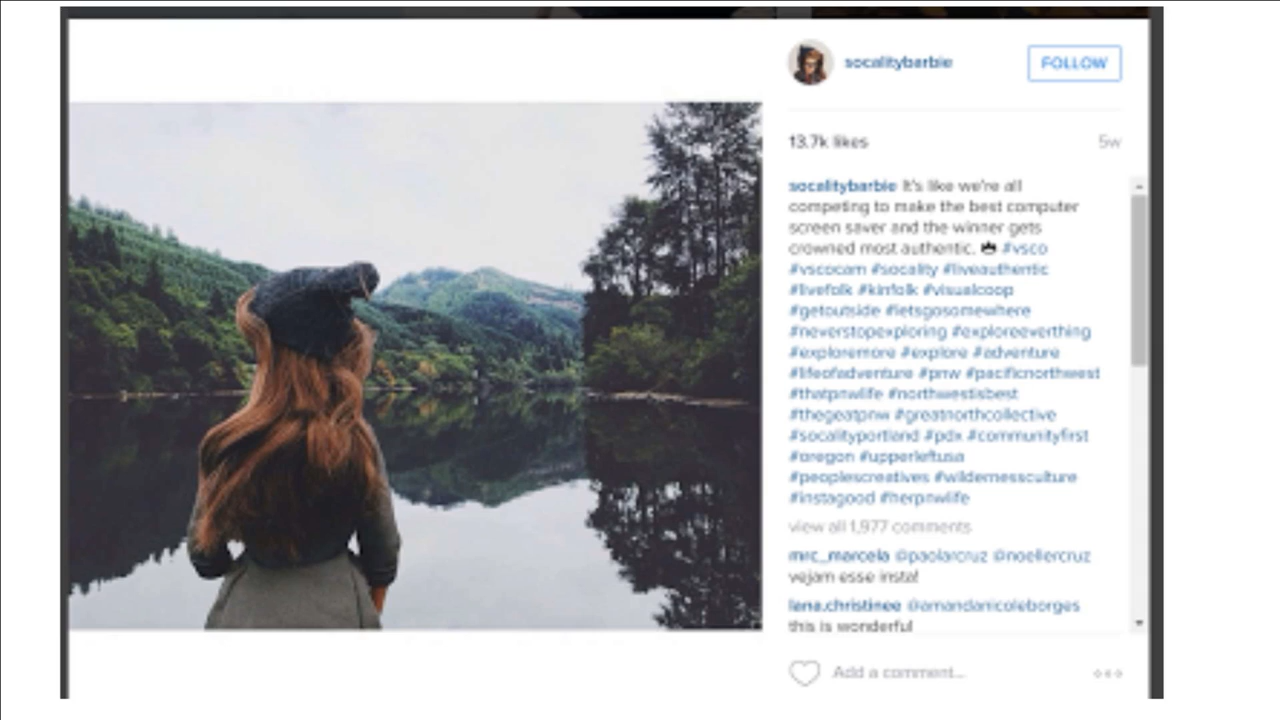 socalitybarbie
FOLLOW
13.7k likes
5w
socalitybarbie It's like we're all
competing to make the best computer
screen saver and the winner gets
crowned most authentic. #vsco
#vscocam #socality #liveauthentic
#livefolk #kinfolk #visualcoop
#getoutside #letsgosomewhere
#neverstopexploring #exploreeverthing
#exploremore #explore #adventure
#lifeofadventure #pnw #pacificnorthwest
#thatpnwlife #northwestisbest
#thegeatpnw #greatnorthcollective
#socalityportland #pdx #communityfirst
#oregon #upperleftusa
#peoplescreatives #wildernessculture
#instagood #herpnwlife
view all 1,977 comments
mrc_marcela @paolarcruz @noellercruz
vejam esse insta!
lana.christinee @amandanicoleborges
this is wonderful
Add a comment...